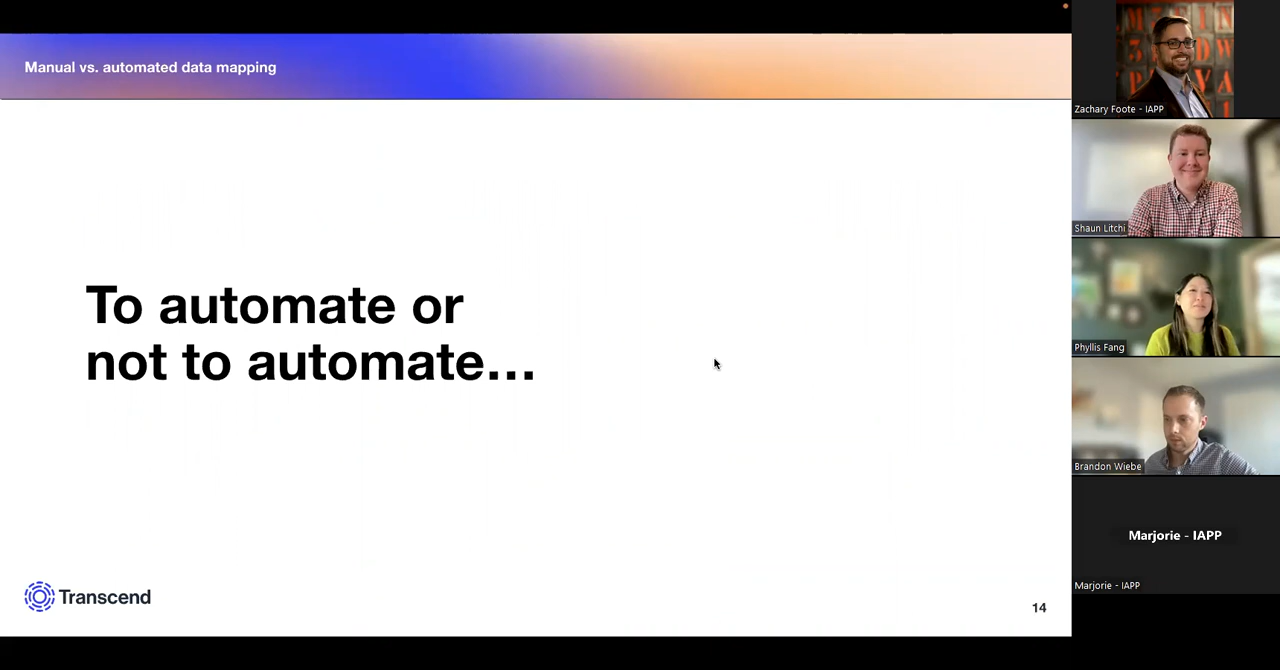 Manual vs. automated data mapping
To automate or
not to automate...
Transcend
14
Zachary Foote - IAPP
Shaun Litchi
Phyllis Fang
Brandon Wiebe
Marjorie - IAPP
Marjorie - IAPP